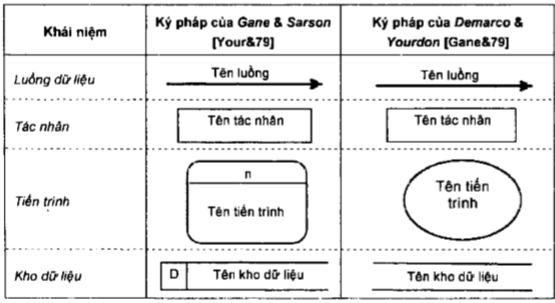 Khái niệm
Ký pháp của Gane & Sarson
[Your&79]
Ký pháp của Demarco &
Yourdon [Gane&79]
Luồng dữ liệu
Tên luồng
Tên luồng
Tác nhân
Tên tác nhân
Tên tác nhân
Tiến trình
n
Tên tiến trình
Tên tiến
trình
Kho dữ liệu
D
Tên kho dữ liệu
Tên kho dữ liệu